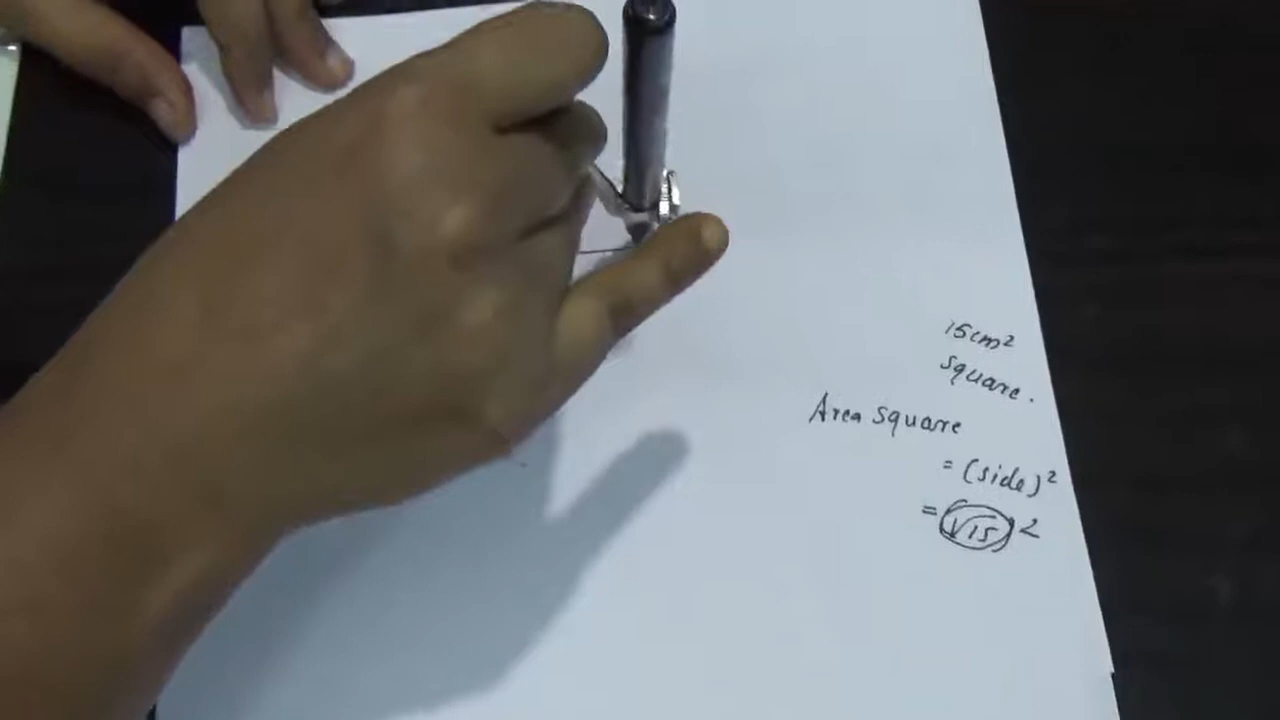 15cm²
square.
Area square
= (side)²
= (√15)²